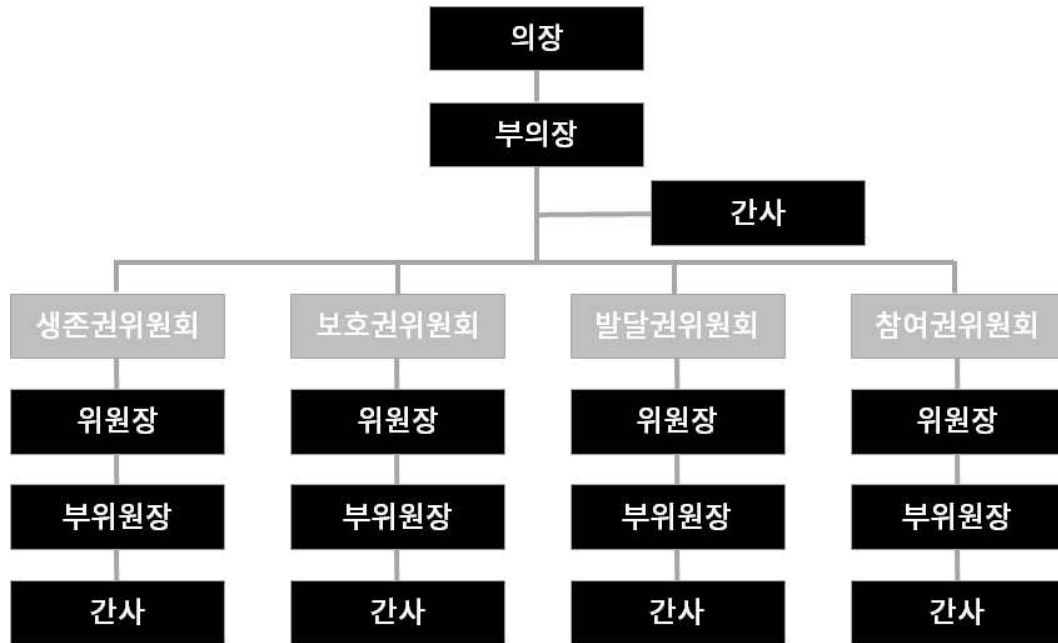 의장
부의장
간사
생존권위원회 보호권위원회 발달권위원회 참여권위원회
위원장 위원장 위원장 위원장
부위원장 부위원장 부위원장 부위원장
간사 간사 간사 간사